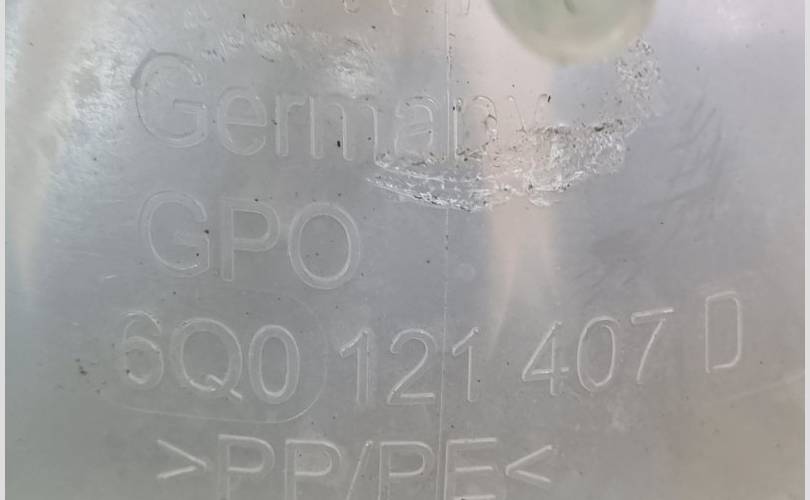 Germany
GPO
6Q0 121 407 D
>PP/PE<